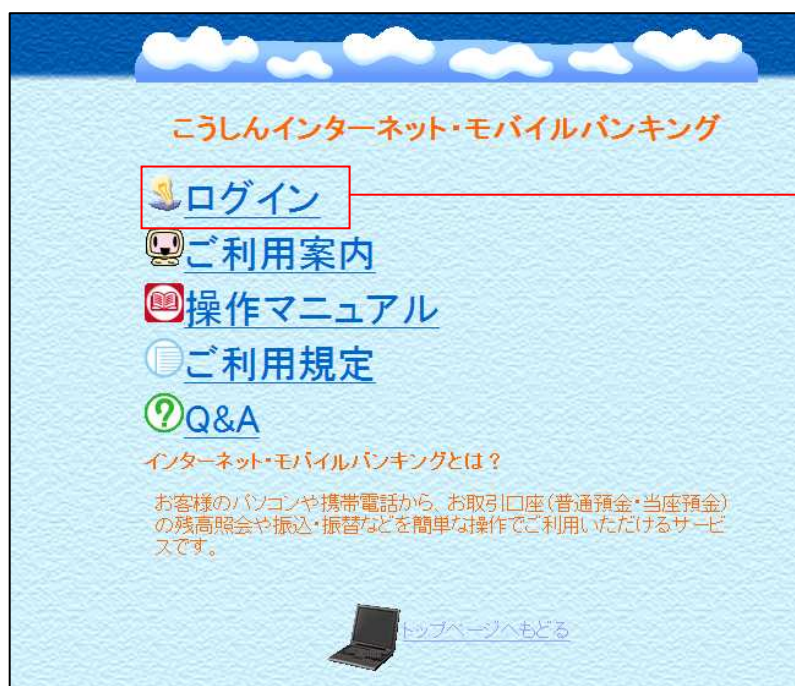 こうしんインターネット・モバイルバンキング
ログイン
ご利用案内
操作マニュアル
ご利用規定
Q&A
インターネット・モバイルバンキングとは？
お客様のパソコンや携帯電話から、お取引口座(普通預金・当座預金)
の残高照会や振込・振替などを簡単な操作でご利用いただけるサービ
スです。
トップページへもどる